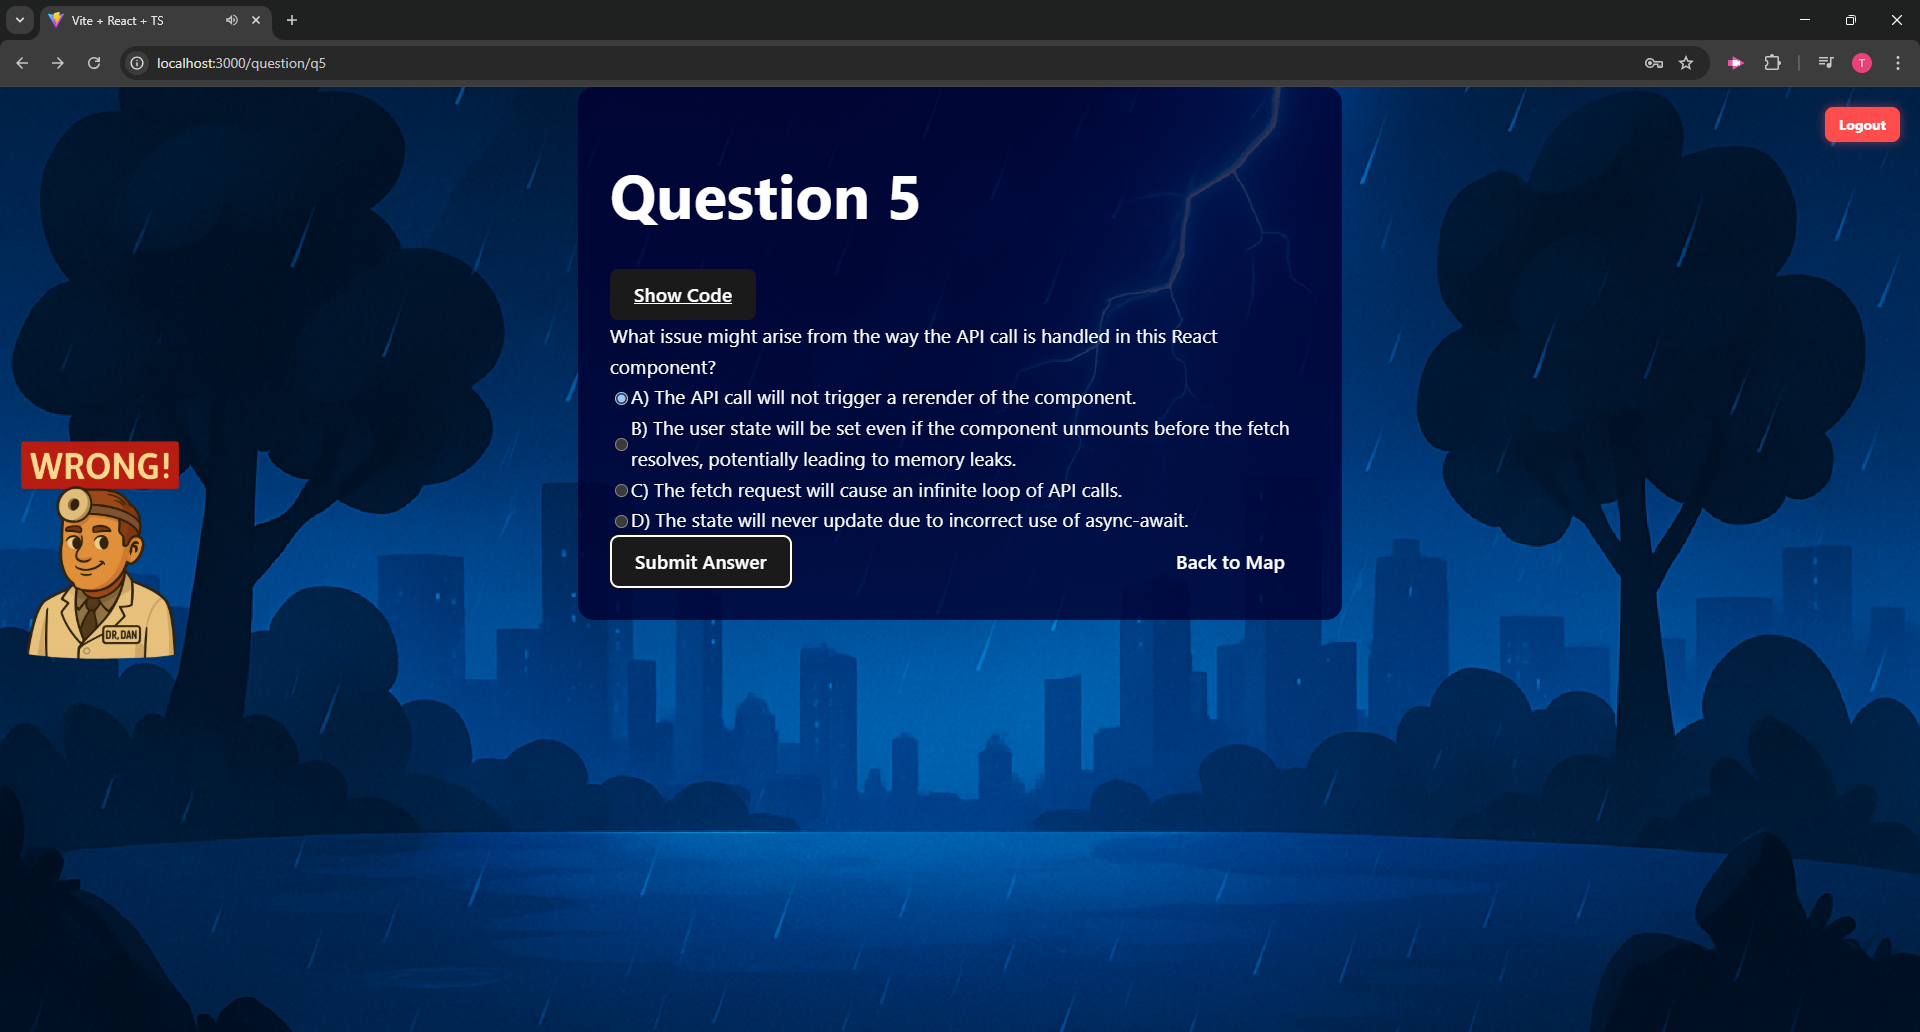 Vite + React + TS
localhost:3000/question/q5
T
Logout
Question 5
Show Code
What issue might arise from the way the API call is handled in this React
component?
A) The API call will not trigger a rerender of the component.
B) The user state will be set even if the component unmounts before the fetch
resolves, potentially leading to memory leaks.
C) The fetch request will cause an infinite loop of API calls.
D) The state will never update due to incorrect use of async-await.
Submit Answer
Back to Map
WRONG!
DR, DAN